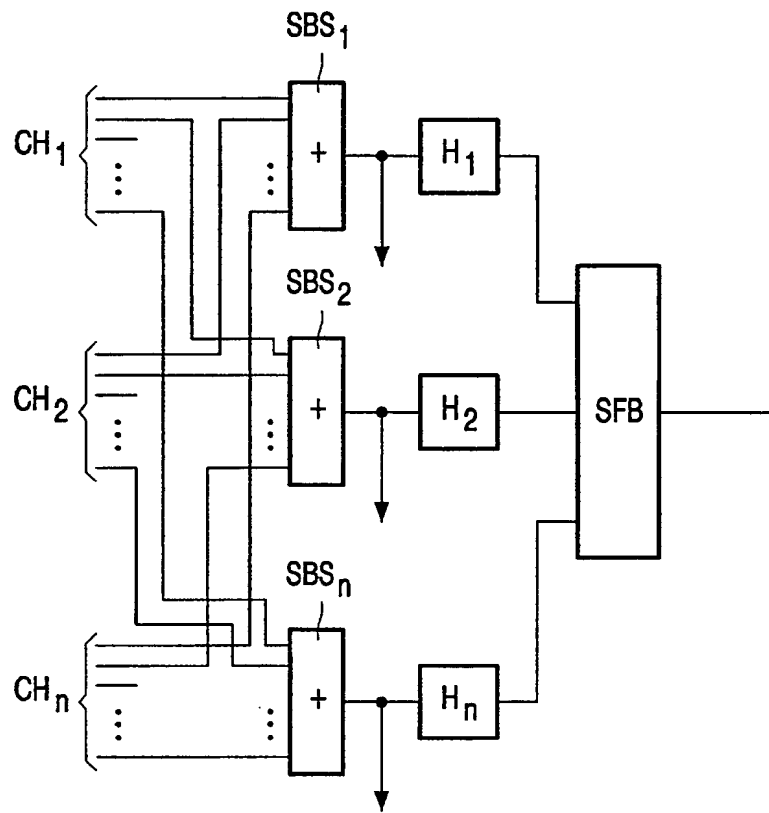 SBS₁
CH₁
+
H₁
SBS₂
CH₂
+
H₂
SFB
SBSₙ
CHₙ
+
Hₙ